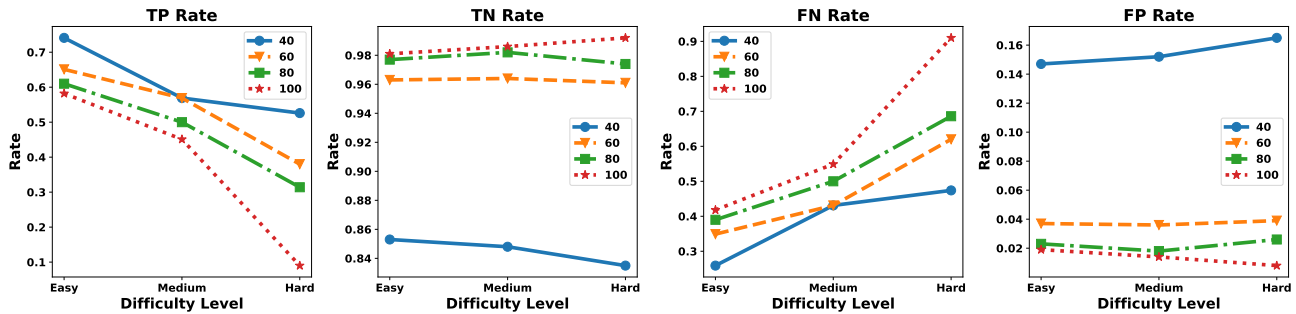 TP Rate
Rate
0.7
0.6
0.5
0.4
0.3
0.2
0.1
Easy
Medium
Hard
Difficulty Level
40
60
80
100
TN Rate
Rate
0.98
0.96
0.94
0.92
0.90
0.88
0.86
0.84
Easy
Medium
Hard
Difficulty Level
40
60
80
100
FN Rate
Rate
0.9
0.8
0.7
0.6
0.5
0.4
0.3
Easy
Medium
Hard
Difficulty Level
40
60
80
100
FP Rate
Rate
0.16
0.14
0.12
0.10
0.08
0.06
0.04
0.02
Easy
Medium
Hard
Difficulty Level
40
60
80
100